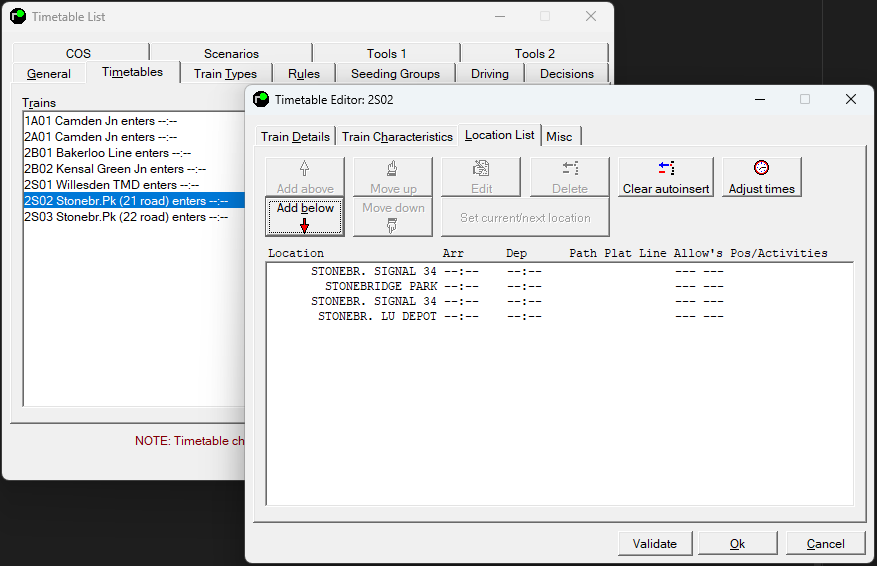 Timetable List
COS Scenarios Tools 1 Tools 2
General Timetables Train Types Rules Seeding Groups Driving Decisions
Trains
1A01 Camden Jn enters --:--
2A01 Camden Jn enters --:--
2B01 Bakerloo Line enters --:--
2B02 Kensal Green Jn enters --:--
2S01 Willesden TMD enters --:--
2S02 Stonebr.Pk (21 road) enters --:--
2S03 Stonebr.Pk (22 road) enters --:--
NOTE: Timetable ch
Timetable Editor: 2S02
Train Details Train Characteristics Location List Misc
Add above Move up Edit Delete Clear autoinsert Adjust times
Add below Move down Set current/next location
Location Arr Dep Path Plat Line Allow's Pos/Activities
STONEBR. SIGNAL 34 --:-- --:-- --- ---
STONEBRIDGE PARK --:-- --:-- --- ---
STONEBR. SIGNAL 34 --:-- --:-- --- ---
STONEBR. LU DEPOT --:-- --:-- --- ---
Validate Ok Cancel